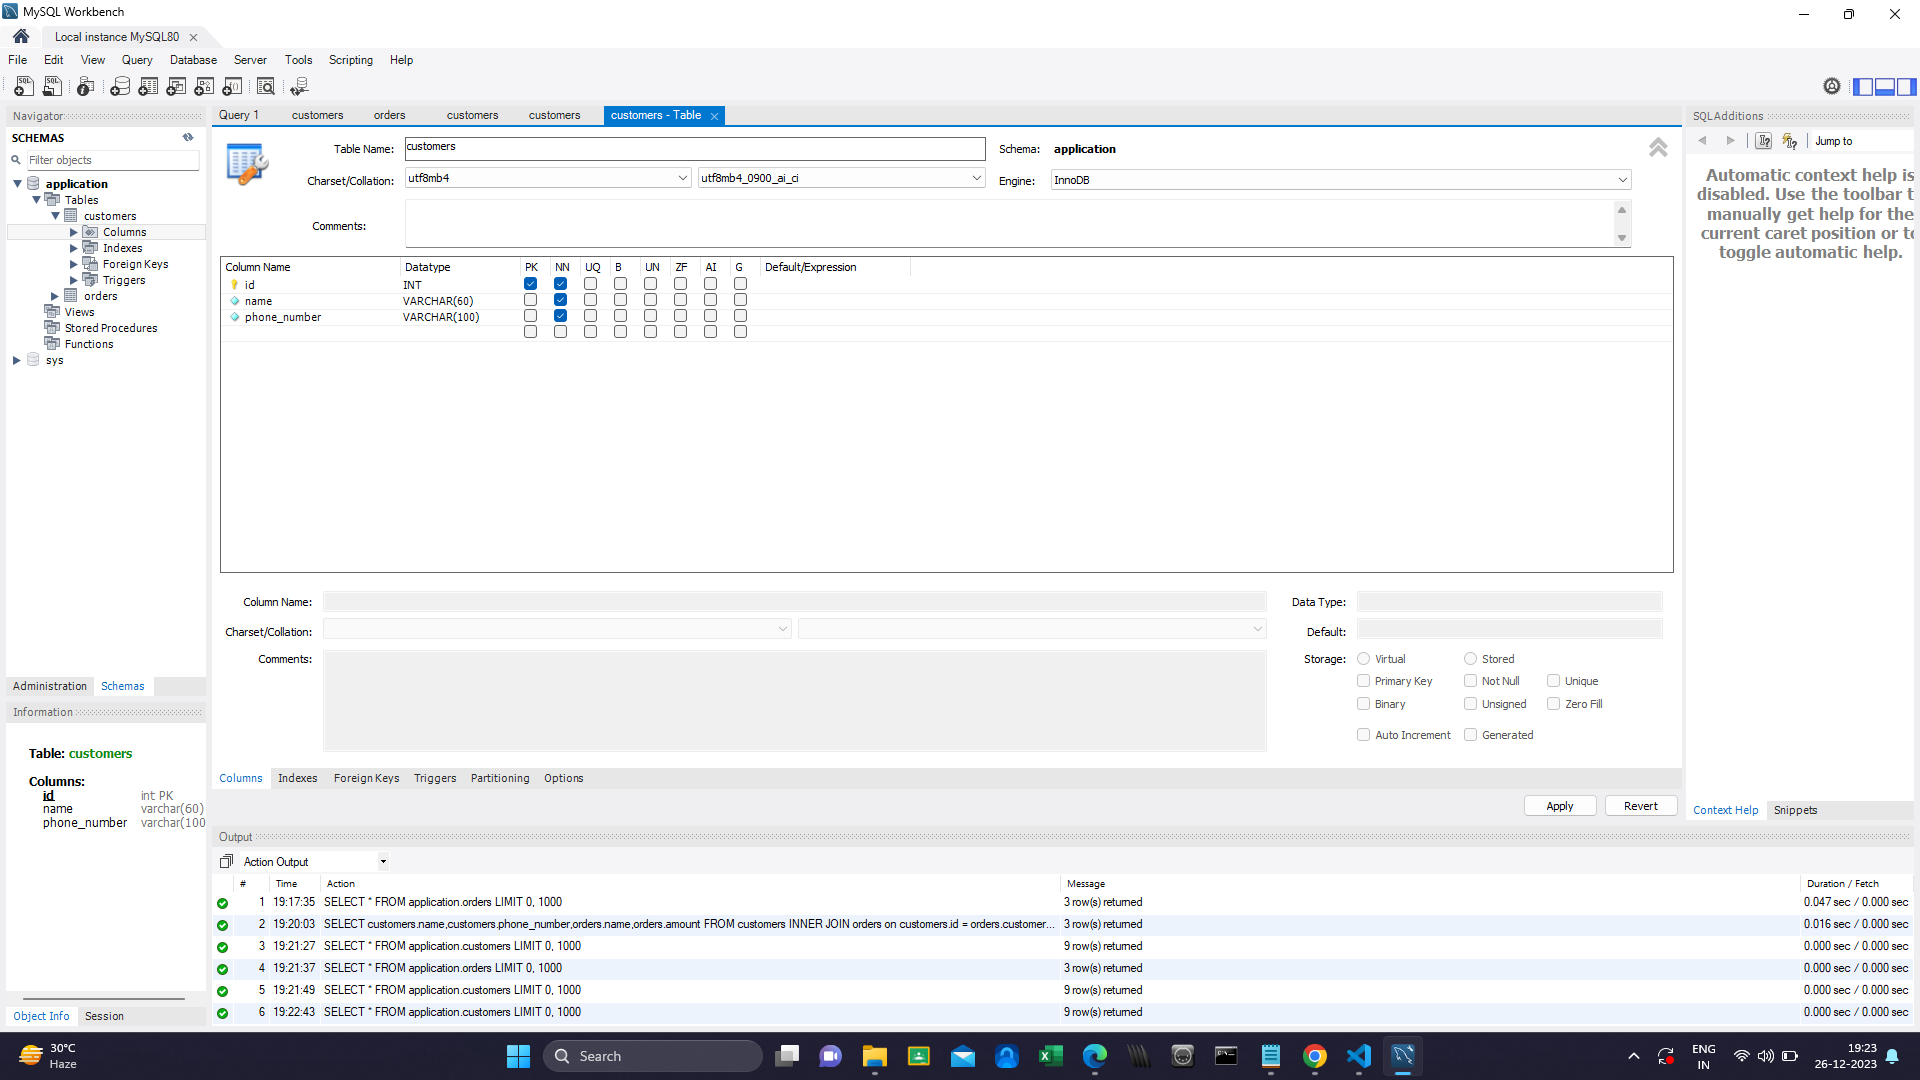 MySQL Workbench
Local instance MySQL80
File Edit View Query Database Server Tools Scripting Help
Navigator
SCHEMAS
Filter objects
application
Tables
customers
Columns
Indexes
Foreign Keys
Triggers
orders
Views
Stored Procedures
Functions
sys
Administration Schemas
Information
Table: customers
Columns:
id int PK
name varchar(60)
phone_number varchar(100
Object Info Session
Query 1 customers orders customers customers customers - Table
Table Name: customers Schema: application
Charset/Collation: utf8mb4 utf8mb4_0900_ai_ci Engine: InnoDB
Comments:
Column Name Datatype PK NN UQ B UN ZF AI G Default/Expression
id INT
name VARCHAR(60)
phone_number VARCHAR(100)
Column Name: Data Type:
Charset/Collation: Default:
Comments: Storage: Virtual Stored
Primary Key Not Null Unique
Binary Unsigned Zero Fill
Auto Increment Generated
Columns Indexes Foreign Keys Triggers Partitioning Options
Apply Revert
SQLAdditions
Jump to
Automatic context help is
disabled. Use the toolbar t
manually get help for the
current caret position or to
toggle automatic help.
Context Help Snippets
Output
Action Output
# Time Action Message Duration / Fetch
1 19:17:35 SELECT * FROM application.orders LIMIT 0, 1000 3 row(s) returned 0.047 sec / 0.000 sec
2 19:20:03 SELECT customers.name,customers.phone_number,orders.name,orders.amount FROM customers INNER JOIN orders on customers.id = orders.customer... 3 row(s) returned 0.016 sec / 0.000 sec
3 19:21:27 SELECT * FROM application.customers LIMIT 0, 1000 9 row(s) returned 0.000 sec / 0.000 sec
4 19:21:37 SELECT * FROM application.orders LIMIT 0, 1000 3 row(s) returned 0.000 sec / 0.000 sec
5 19:21:49 SELECT * FROM application.customers LIMIT 0, 1000 9 row(s) returned 0.000 sec / 0.000 sec
6 19:22:43 SELECT * FROM application.customers LIMIT 0, 1000 9 row(s) returned 0.000 sec / 0.000 sec
30°C
Haze
Search
ENG
IN
19:23
26-12-2023